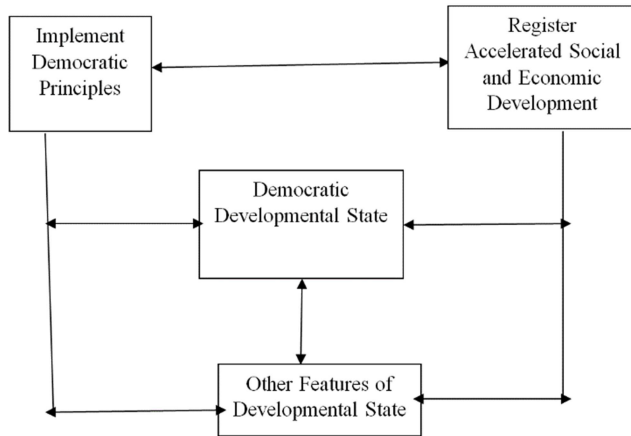 Implement
Democratic
Principles
Register
Accelerated Social
and Economic
Development
Democratic
Developmental State
Other Features of
Developmental State